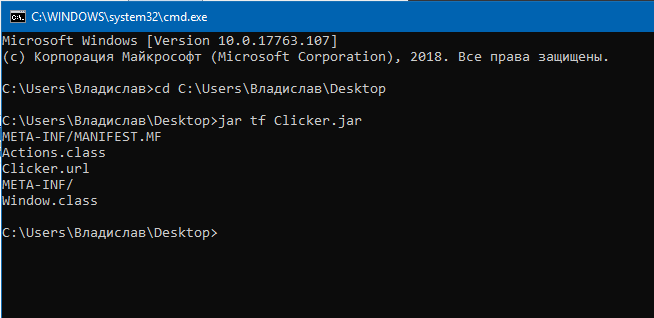 C:\WINDOWS\system32\cmd.exe
Microsoft Windows [Version 10.0.17763.107]
(c) Корпорация Майкрософт (Microsoft Corporation), 2018. Все права защищены.
C:\Users\Владислав>cd C:\Users\Владислав\Desktop
C:\Users\Владислав\Desktop>jar tf Clicker.jar
META-INF/MANIFEST.MF
Actions.class
Clicker.url
META-INF/
Window.class
C:\Users\Владислав\Desktop>